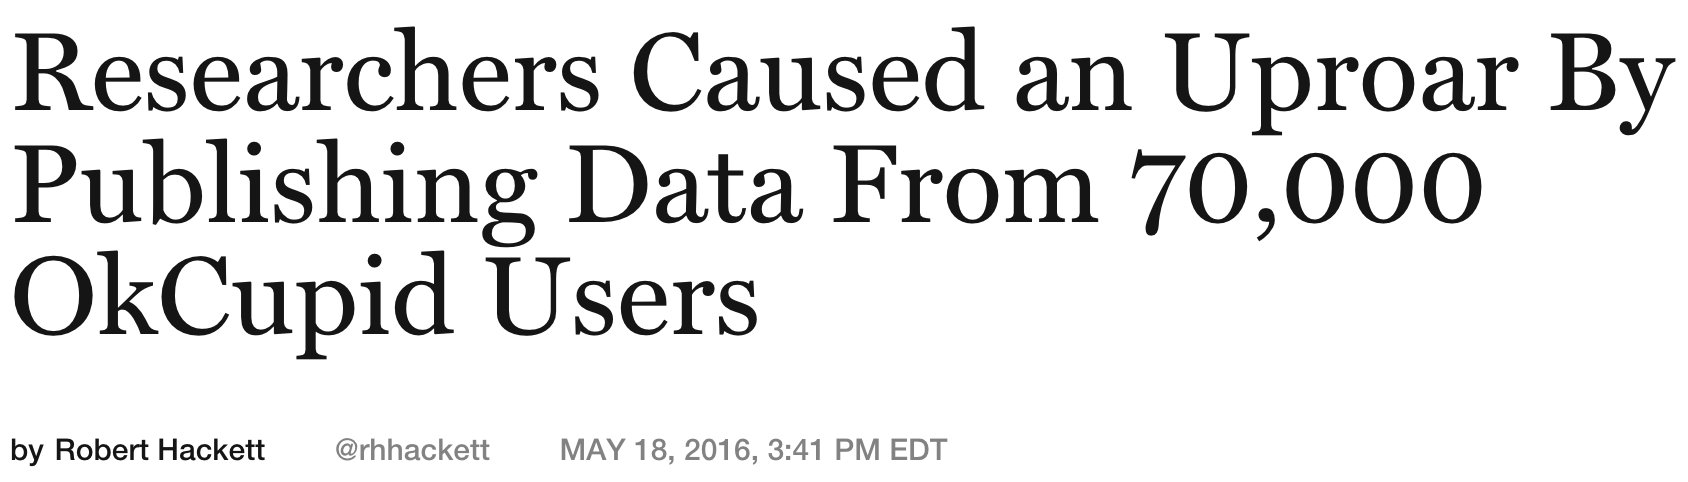 Researchers Caused an Uproar By
Publishing Data From 70,000
OkCupid Users
by Robert Hackett @rhhackett MAY 18, 2016, 3:41 PM EDT